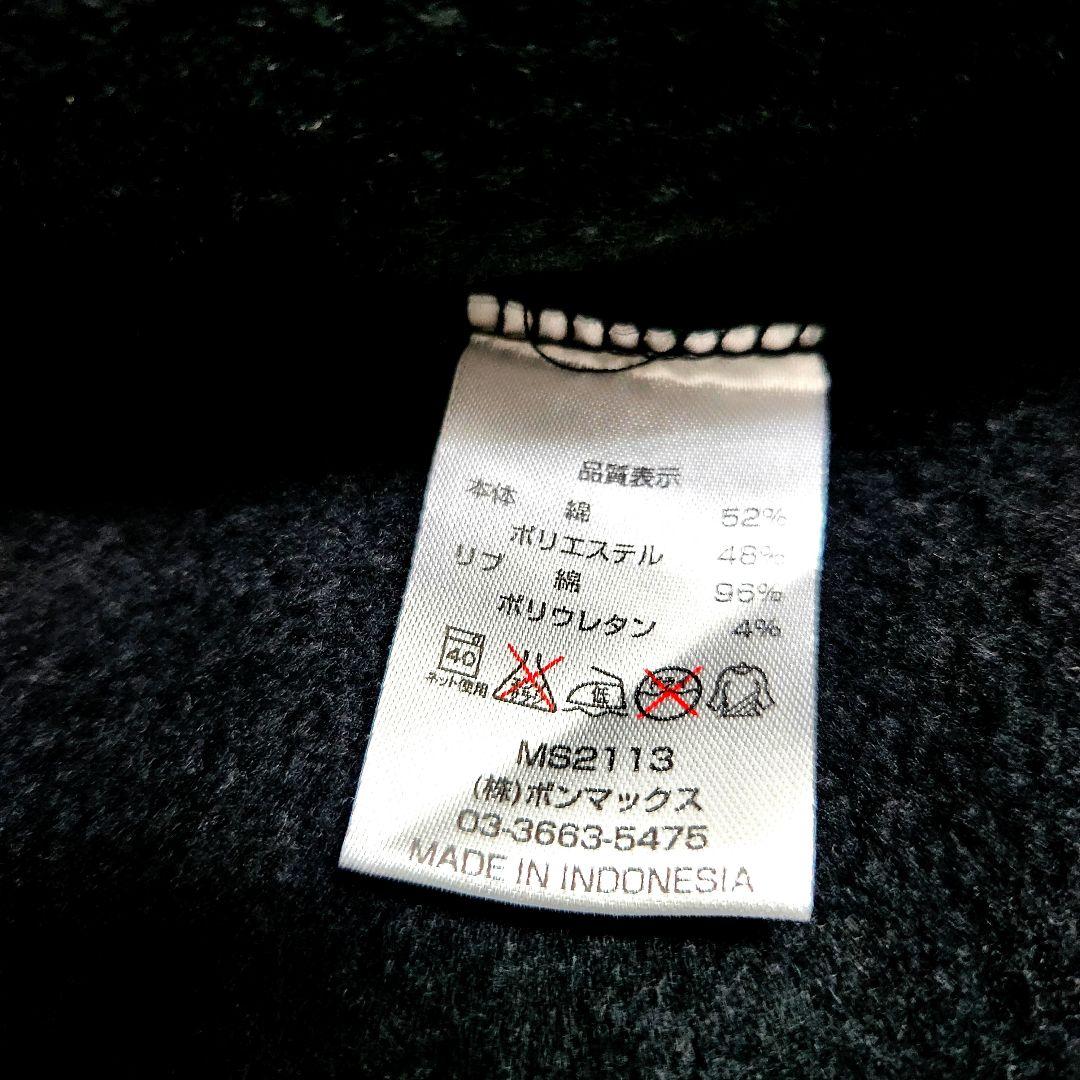 品質表示
本体 綿 52%
ポリエステル 48%
リブ 綿 96%
ポリウレタン 4%
40 ネット使用 低
MS2113
(株)ボンマックス
03-3663-5475
MADE IN INDONESIA